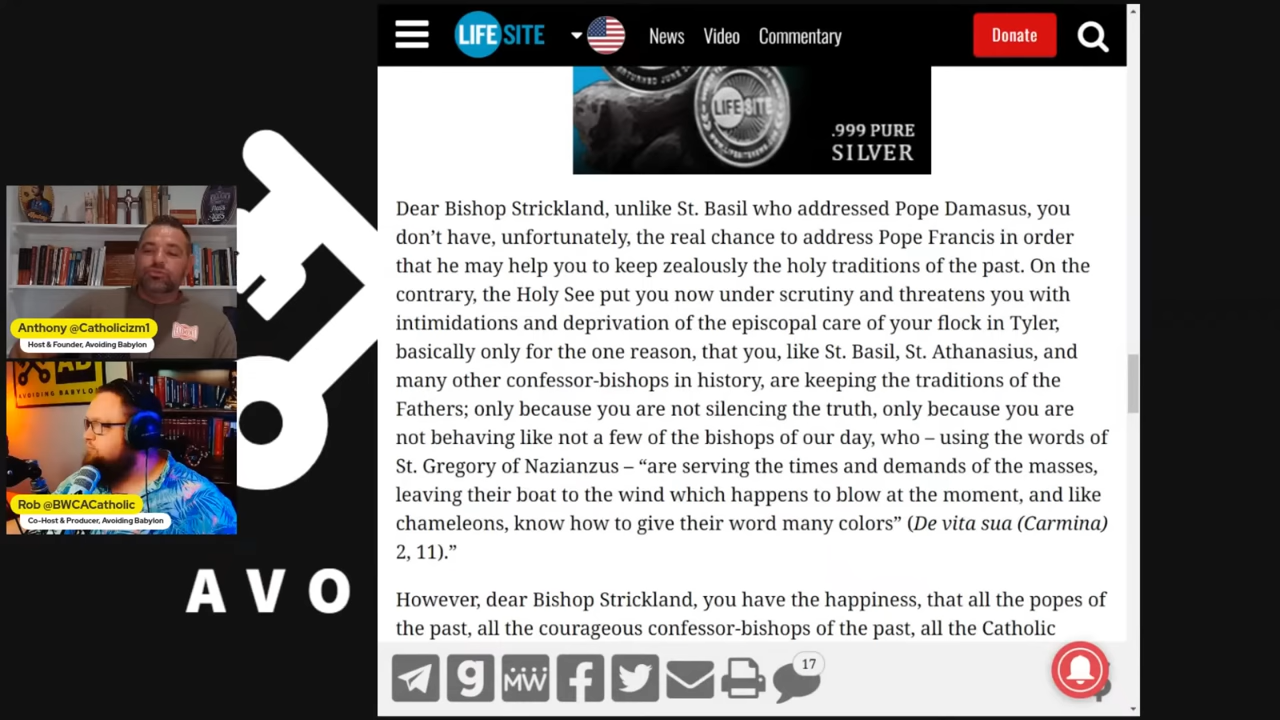 LIFE SITE
News Video Commentary
Donate
LIFE SITE
.999 PURE
SILVER
Dear Bishop Strickland, unlike St. Basil who addressed Pope Damasus, you
don’t have, unfortunately, the real chance to address Pope Francis in order
that he may help you to keep zealously the holy traditions of the past. On the
contrary, the Holy See put you now under scrutiny and threatens you with
intimidations and deprivation of the episcopal care of your flock in Tyler,
basically only for the one reason, that you, like St. Basil, St. Athanasius, and
many other confessor-bishops in history, are keeping the traditions of the
Fathers; only because you are not silencing the truth, only because you are
not behaving like not a few of the bishops of our day, who – using the words of
St. Gregory of Nazianzus – “are serving the times and demands of the masses,
leaving their boat to the wind which happens to blow at the moment, and like
chameleons, know how to give their word many colors” (De vita sua (Carmina)
2, 11).”
However, dear Bishop Strickland, you have the happiness, that all the popes of
the past, all the courageous confessor-bishops of the past, all the Catholic
MW
17
Anthony @Catholicizm1
Host & Founder, Avoiding Babylon
AB
AVOIDING BABYLON
Rob @BWCACatholic
Co-Host & Producer, Avoiding Babylon
AVO